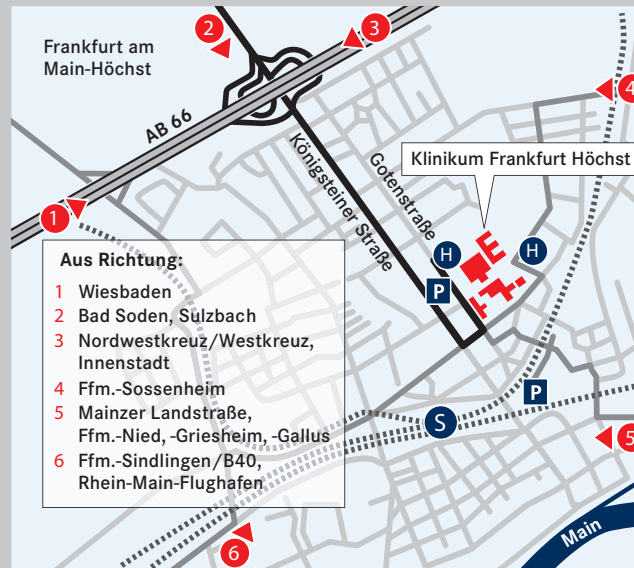 2
3
Frankfurt am
Main-Höchst
4
AB 66
Königsteiner Straße
Gotenstraße
Klinikum Frankfurt Höchst
1
H
H
P
Aus Richtung:
1 Wiesbaden
2 Bad Soden, Sulzbach
3 Nordwestkreuz/Westkreuz,
Innenstadt
4 Ffm.-Sossenheim
5 Mainzer Landstraße,
Ffm.-Nied, -Griesheim, -Gallus
6 Ffm.-Sindlingen/B40,
Rhein-Main-Flughafen
P
S
5
Main
6